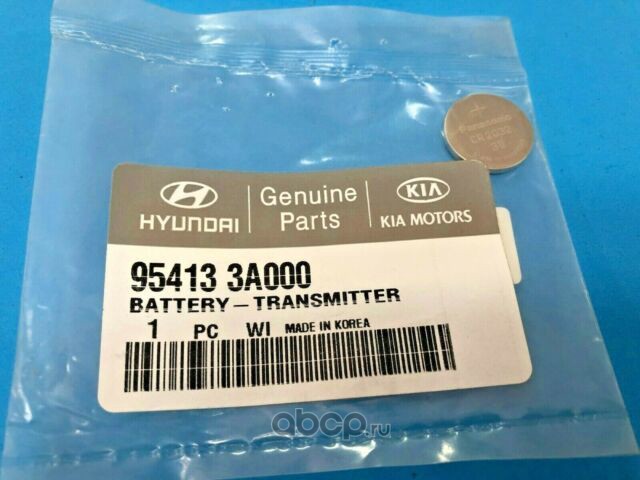 Panasonic
CR2032
3V
HYUNDAI
Genuine
Parts
KIA
KIA MOTORS
95413 3A000
BATTERY-TRANSMITTER
1 PC WI MADE IN KOREA
abcp.ru